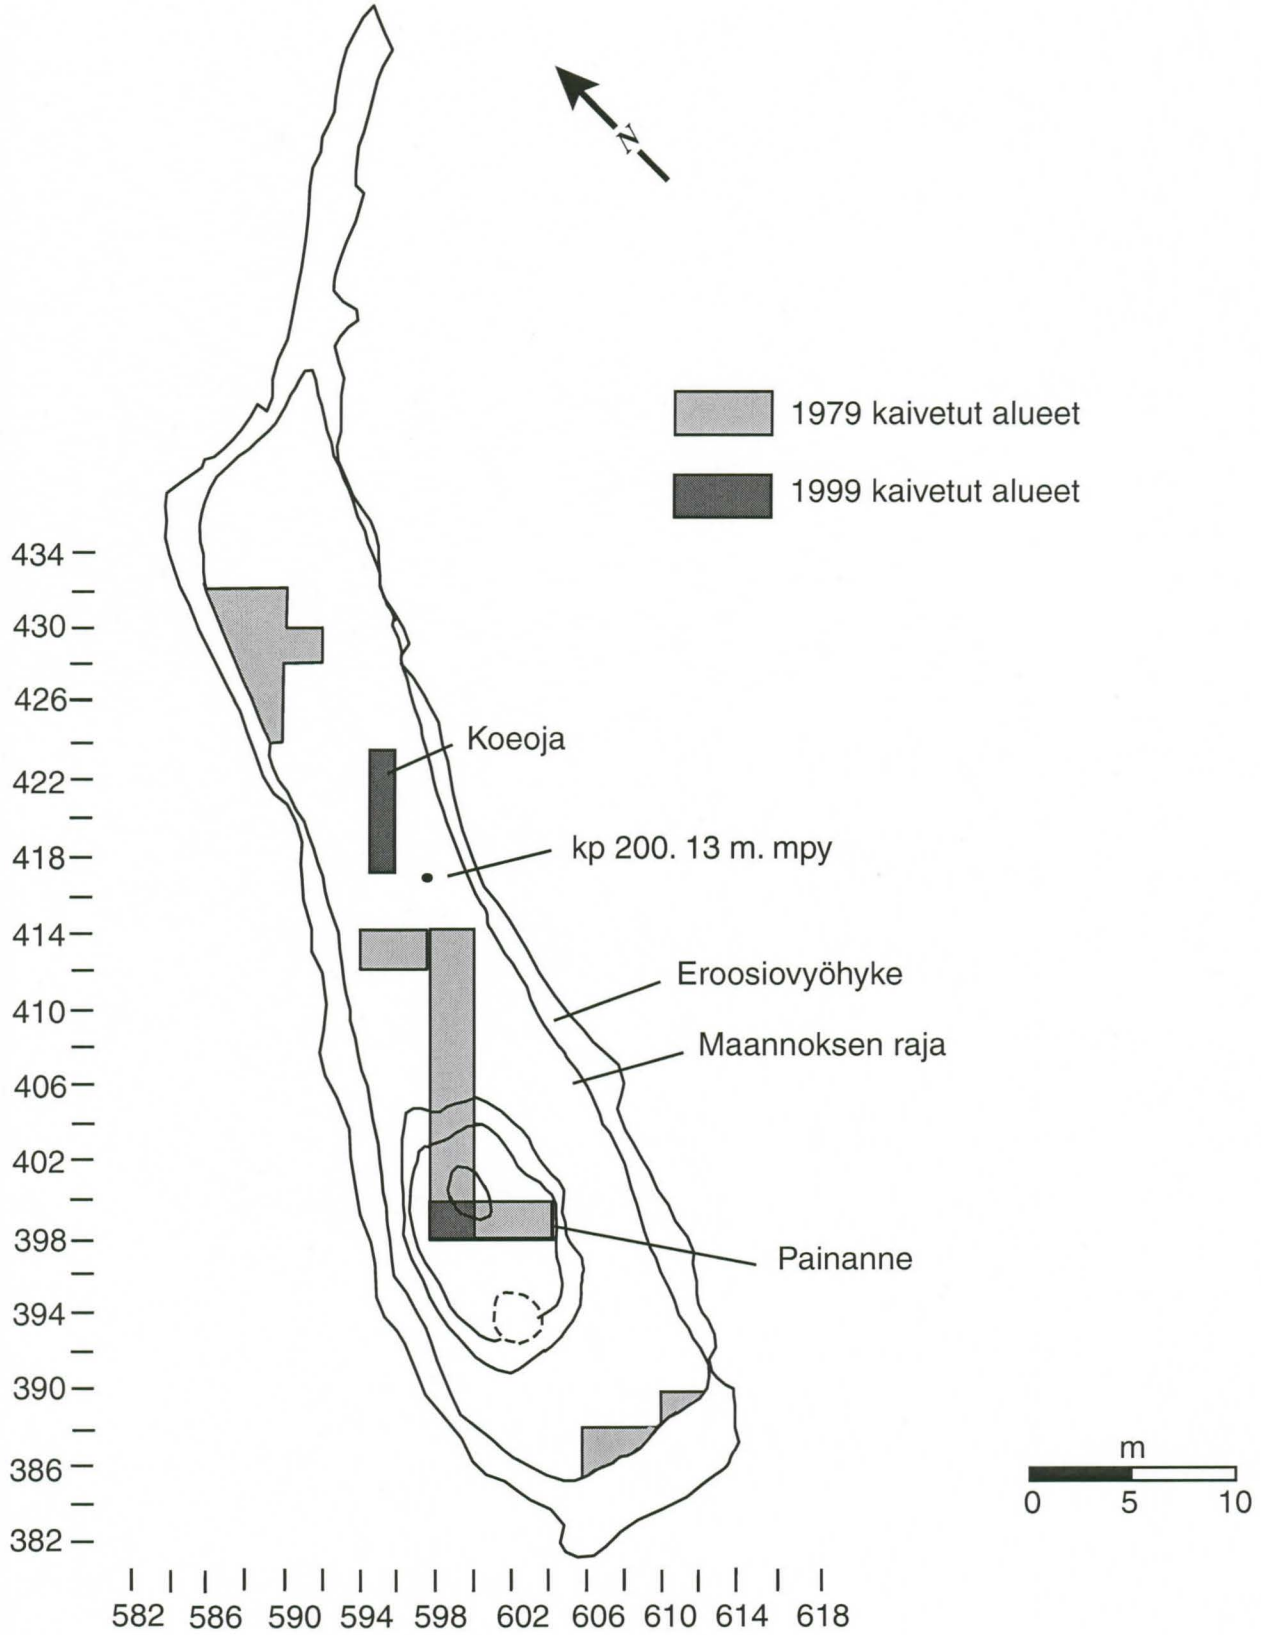 N
1979 kaivetut alueet
1999 kaivetut alueet
434
430
426
Koeoja
422
kp 200. 13 m. mpy
418
414
Eroosiovyöhyke
410
Maannoksen raja
406
402
398
Painanne
394
390
386
m
0 5 10
382
582 586 590 594 598 602 606 610 614 618